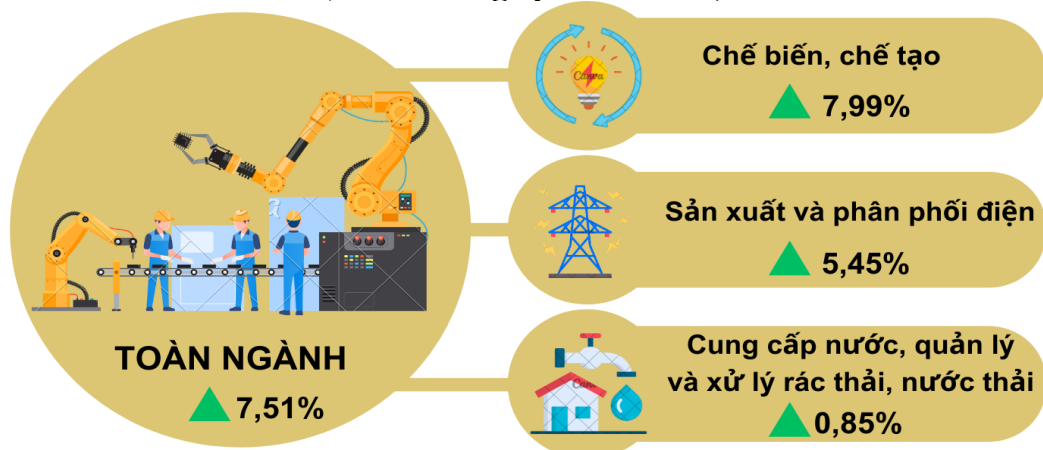 Chế biến, chế tạo
7,99%
Sản xuất và phân phối điện
5,45%
TOÀN NGÀNH
7,51%
Cung cấp nước, quản lý
và xử lý rác thải, nước thải
0,85%